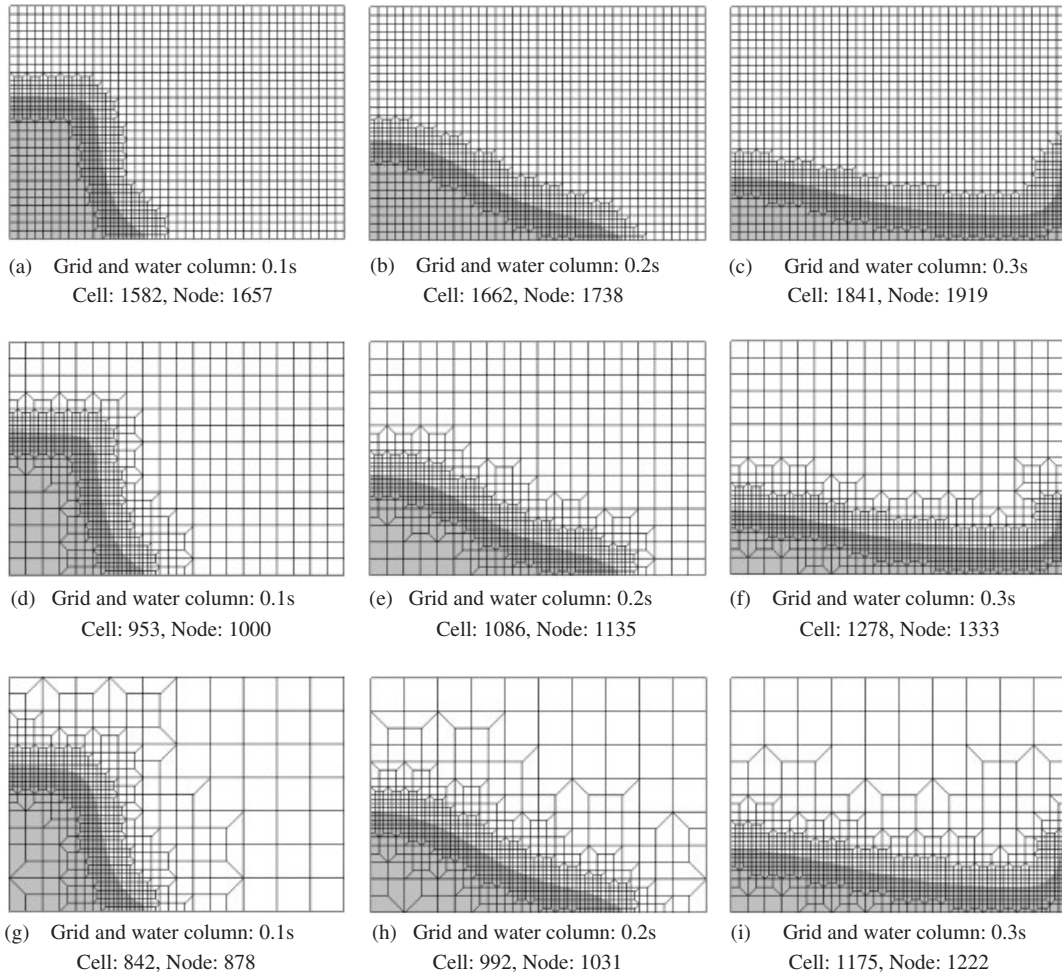 (a) Grid and water column: 0.1s
Cell: 1582, Node: 1657
(b) Grid and water column: 0.2s
Cell: 1662, Node: 1738
(c) Grid and water column: 0.3s
Cell: 1841, Node: 1919
(d) Grid and water column: 0.1s
Cell: 953, Node: 1000
(e) Grid and water column: 0.2s
Cell: 1086, Node: 1135
(f) Grid and water column: 0.3s
Cell: 1278, Node: 1333
(g) Grid and water column: 0.1s
Cell: 842, Node: 878
(h) Grid and water column: 0.2s
Cell: 992, Node: 1031
(i) Grid and water column: 0.3s
Cell: 1175, Node: 1222